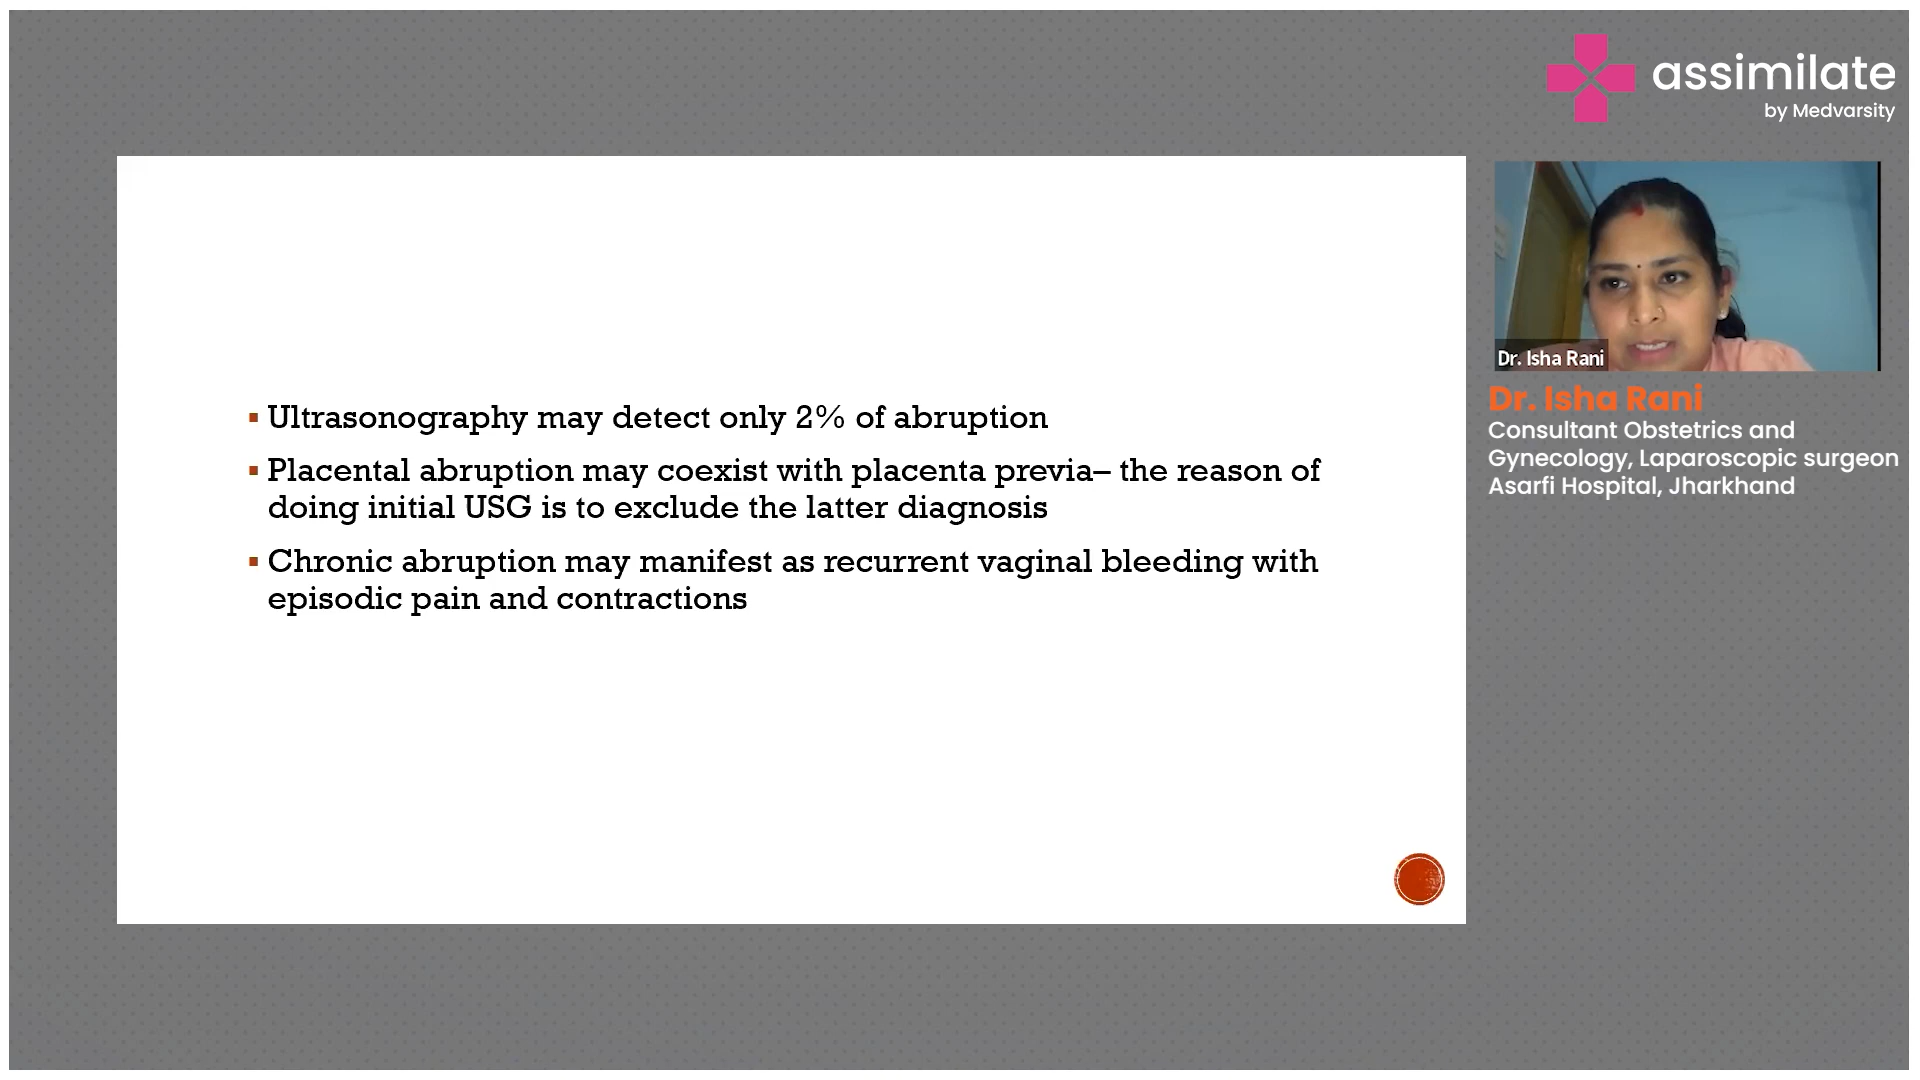 assimilate
by Medvarsity
▪ Ultrasonography may detect only 2% of abruption
▪ Placental abruption may coexist with placenta previa– the reason of
doing initial USG is to exclude the latter diagnosis
▪ Chronic abruption may manifest as recurrent vaginal bleeding with
episodic pain and contractions
Dr. Isha Rani
Dr. Isha Rani
Consultant Obstetrics and
Gynecology, Laparoscopic surgeon
Asarfi Hospital, Jharkhand